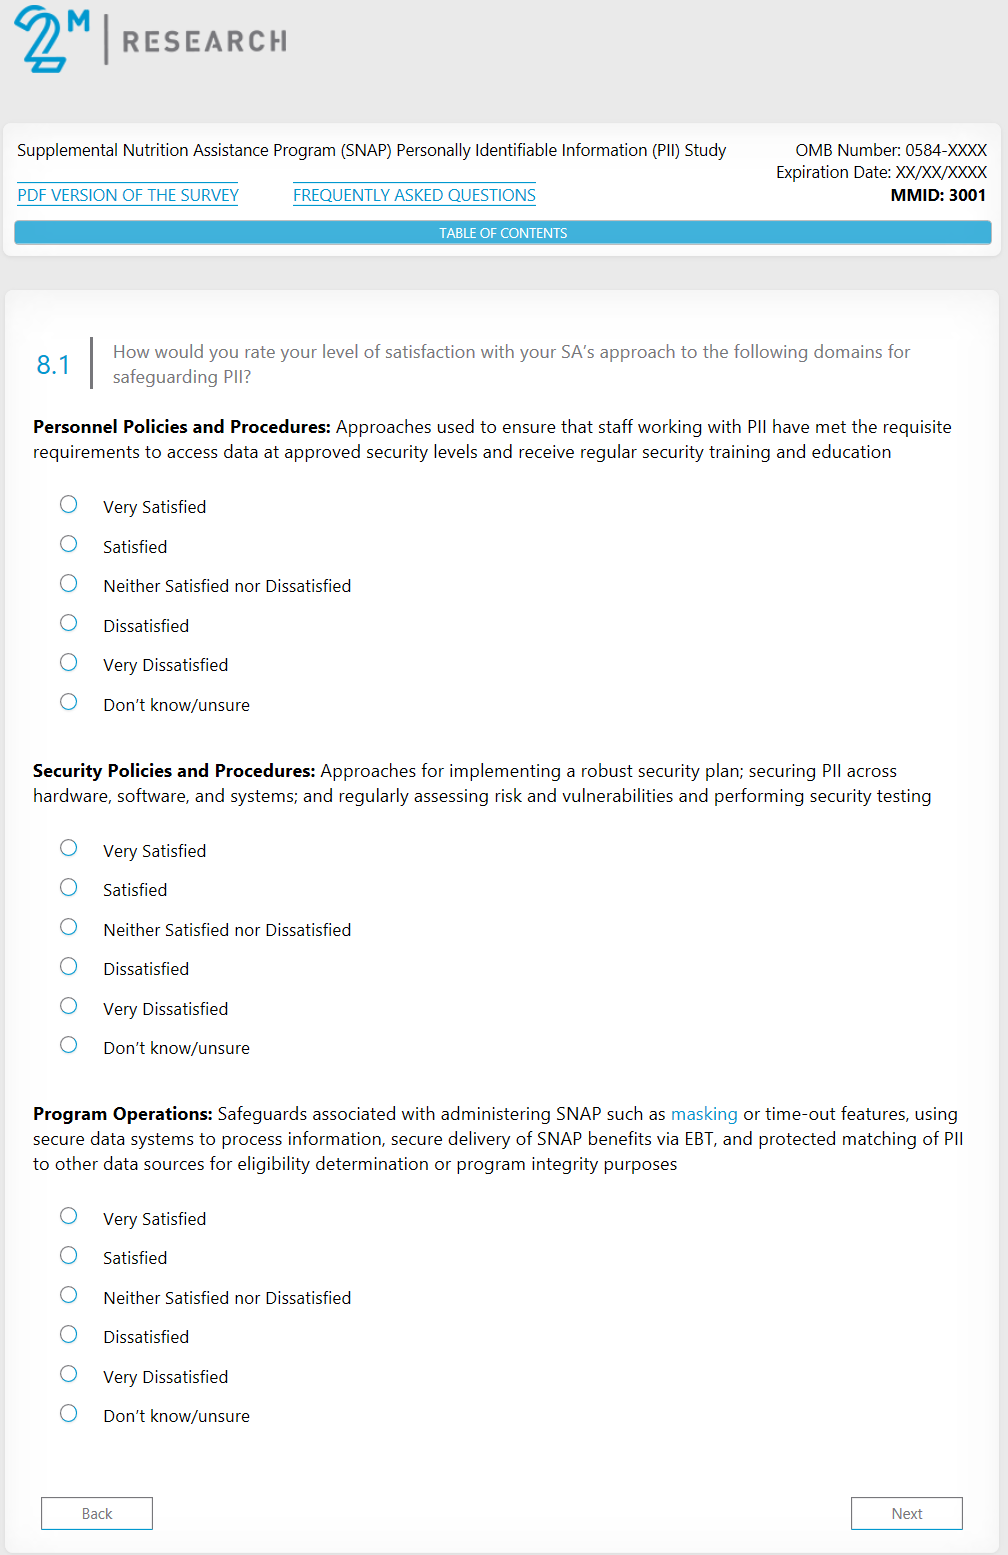 2M RESEARCH
Supplemental Nutrition Assistance Program (SNAP) Personally Identifiable Information (PII) Study
OMB Number: 0584-XXXX
Expiration Date: XX/XX/XXXX
PDF VERSION OF THE SURVEY
FREQUENTLY ASKED QUESTIONS
MMID: 3001
TABLE OF CONTENTS
8.1
How would you rate your level of satisfaction with your SA's approach to the following domains for
safeguarding PII?
Personnel Policies and Procedures: Approaches used to ensure that staff working with PII have met the requisite
requirements to access data at approved security levels and receive regular security training and education
Very Satisfied
Satisfied
Neither Satisfied nor Dissatisfied
Dissatisfied
Very Dissatisfied
Don't know/unsure
Security Policies and Procedures: Approaches for implementing a robust security plan; securing PII across
hardware, software, and systems; and regularly assessing risk and vulnerabilities and performing security testing
Very Satisfied
Satisfied
Neither Satisfied nor Dissatisfied
Dissatisfied
Very Dissatisfied
Don't know/unsure
Program Operations: Safeguards associated with administering SNAP such as masking or time-out features, using
secure data systems to process information, secure delivery of SNAP benefits via EBT, and protected matching of PII
to other data sources for eligibility determination or program integrity purposes
Very Satisfied
Satisfied
Neither Satisfied nor Dissatisfied
Dissatisfied
Very Dissatisfied
Don't know/unsure
Back
Next